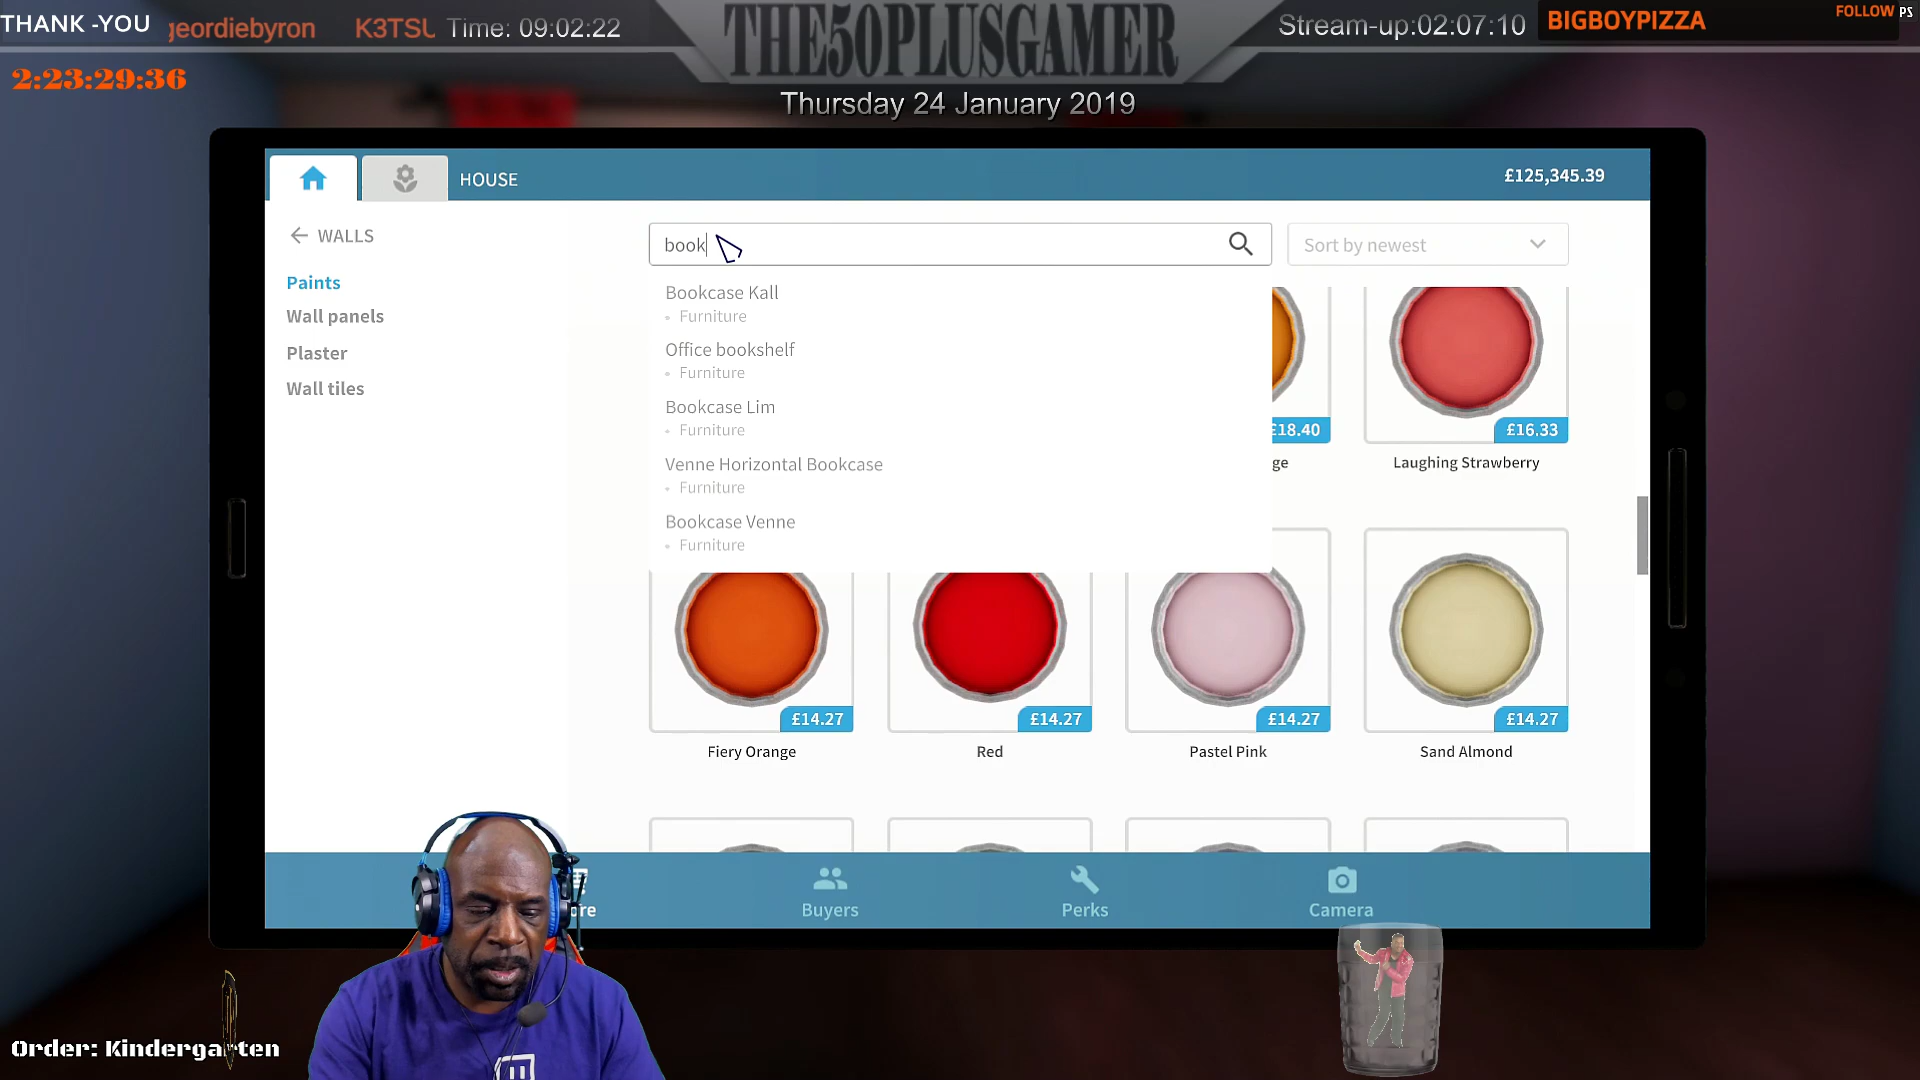 THANK -YOU
jeordiebyron K3TSU
Time: 09:02:22
THE50PLUSGAMER
Stream-up:02:07:10
BIGBOYPIZZA
FOLLOW PS
2:23:29:36
Thursday 24 January 2019
HOUSE
£125,345.39
WALLS
book
Sort by newest
Paints
Wall panels
Plaster
Wall tiles
Bookcase Kall
Furniture
Office bookshelf
Furniture
Bookcase Lim
Furniture
Venne Horizontal Bookcase
Furniture
Bookcase Venne
Furniture
£18.40
£16.33
ge
Laughing Strawberry
£14.27
£14.27
£14.27
£14.27
Fiery Orange
Red
Pastel Pink
Sand Almond
ore
Buyers
Perks
Camera
Order: Kindergarten